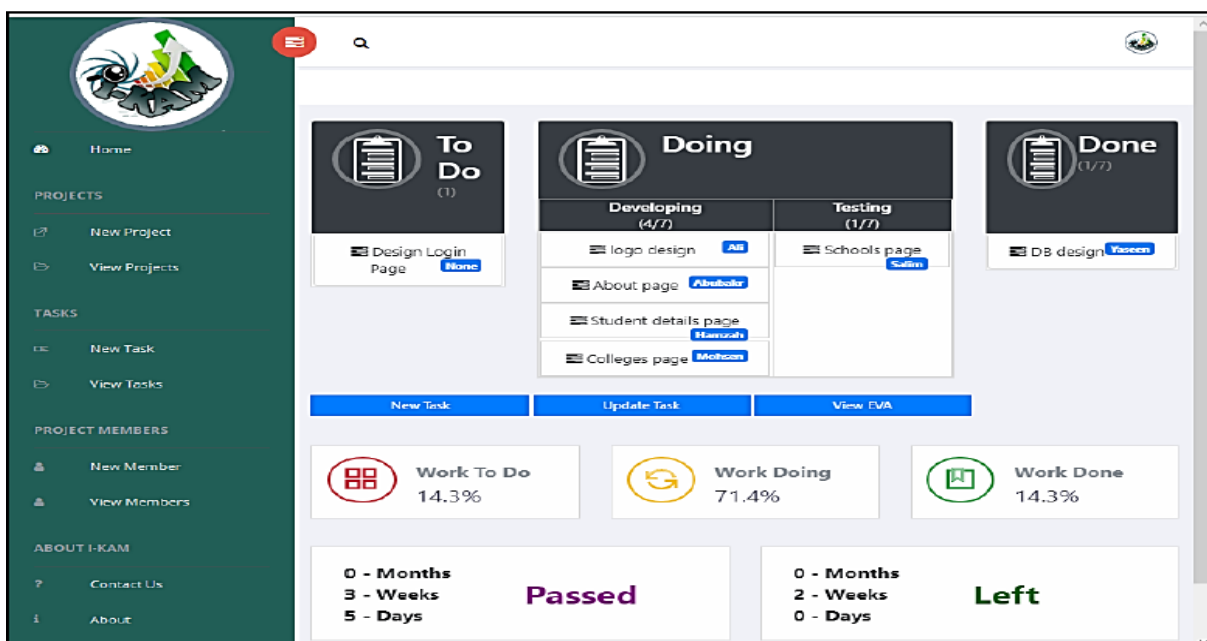 I-KAM
Home
PROJECTS
New Project
View Projects
TASKS
New Task
View Tasks
PROJECT MEMBERS
New Member
View Members
ABOUT I-KAM
? Contact Us
i About
To
Do
(1)
Design Login
Page None
Doing
Developing
(4/7)
logo design Ali
About page Abubakr
Student details page
Hamzah
Colleges page Mohsen
Testing
(1/7)
Schools page
Salim
Done
(1/7)
DB design Yaseen
New Task
Update Task
View EVA
Work To Do
14.3%
Work Doing
71.4%
Work Done
14.3%
0 - Months
3 - Weeks
5 - Days
Passed
0 - Months
2 - Weeks
0 - Days
Left